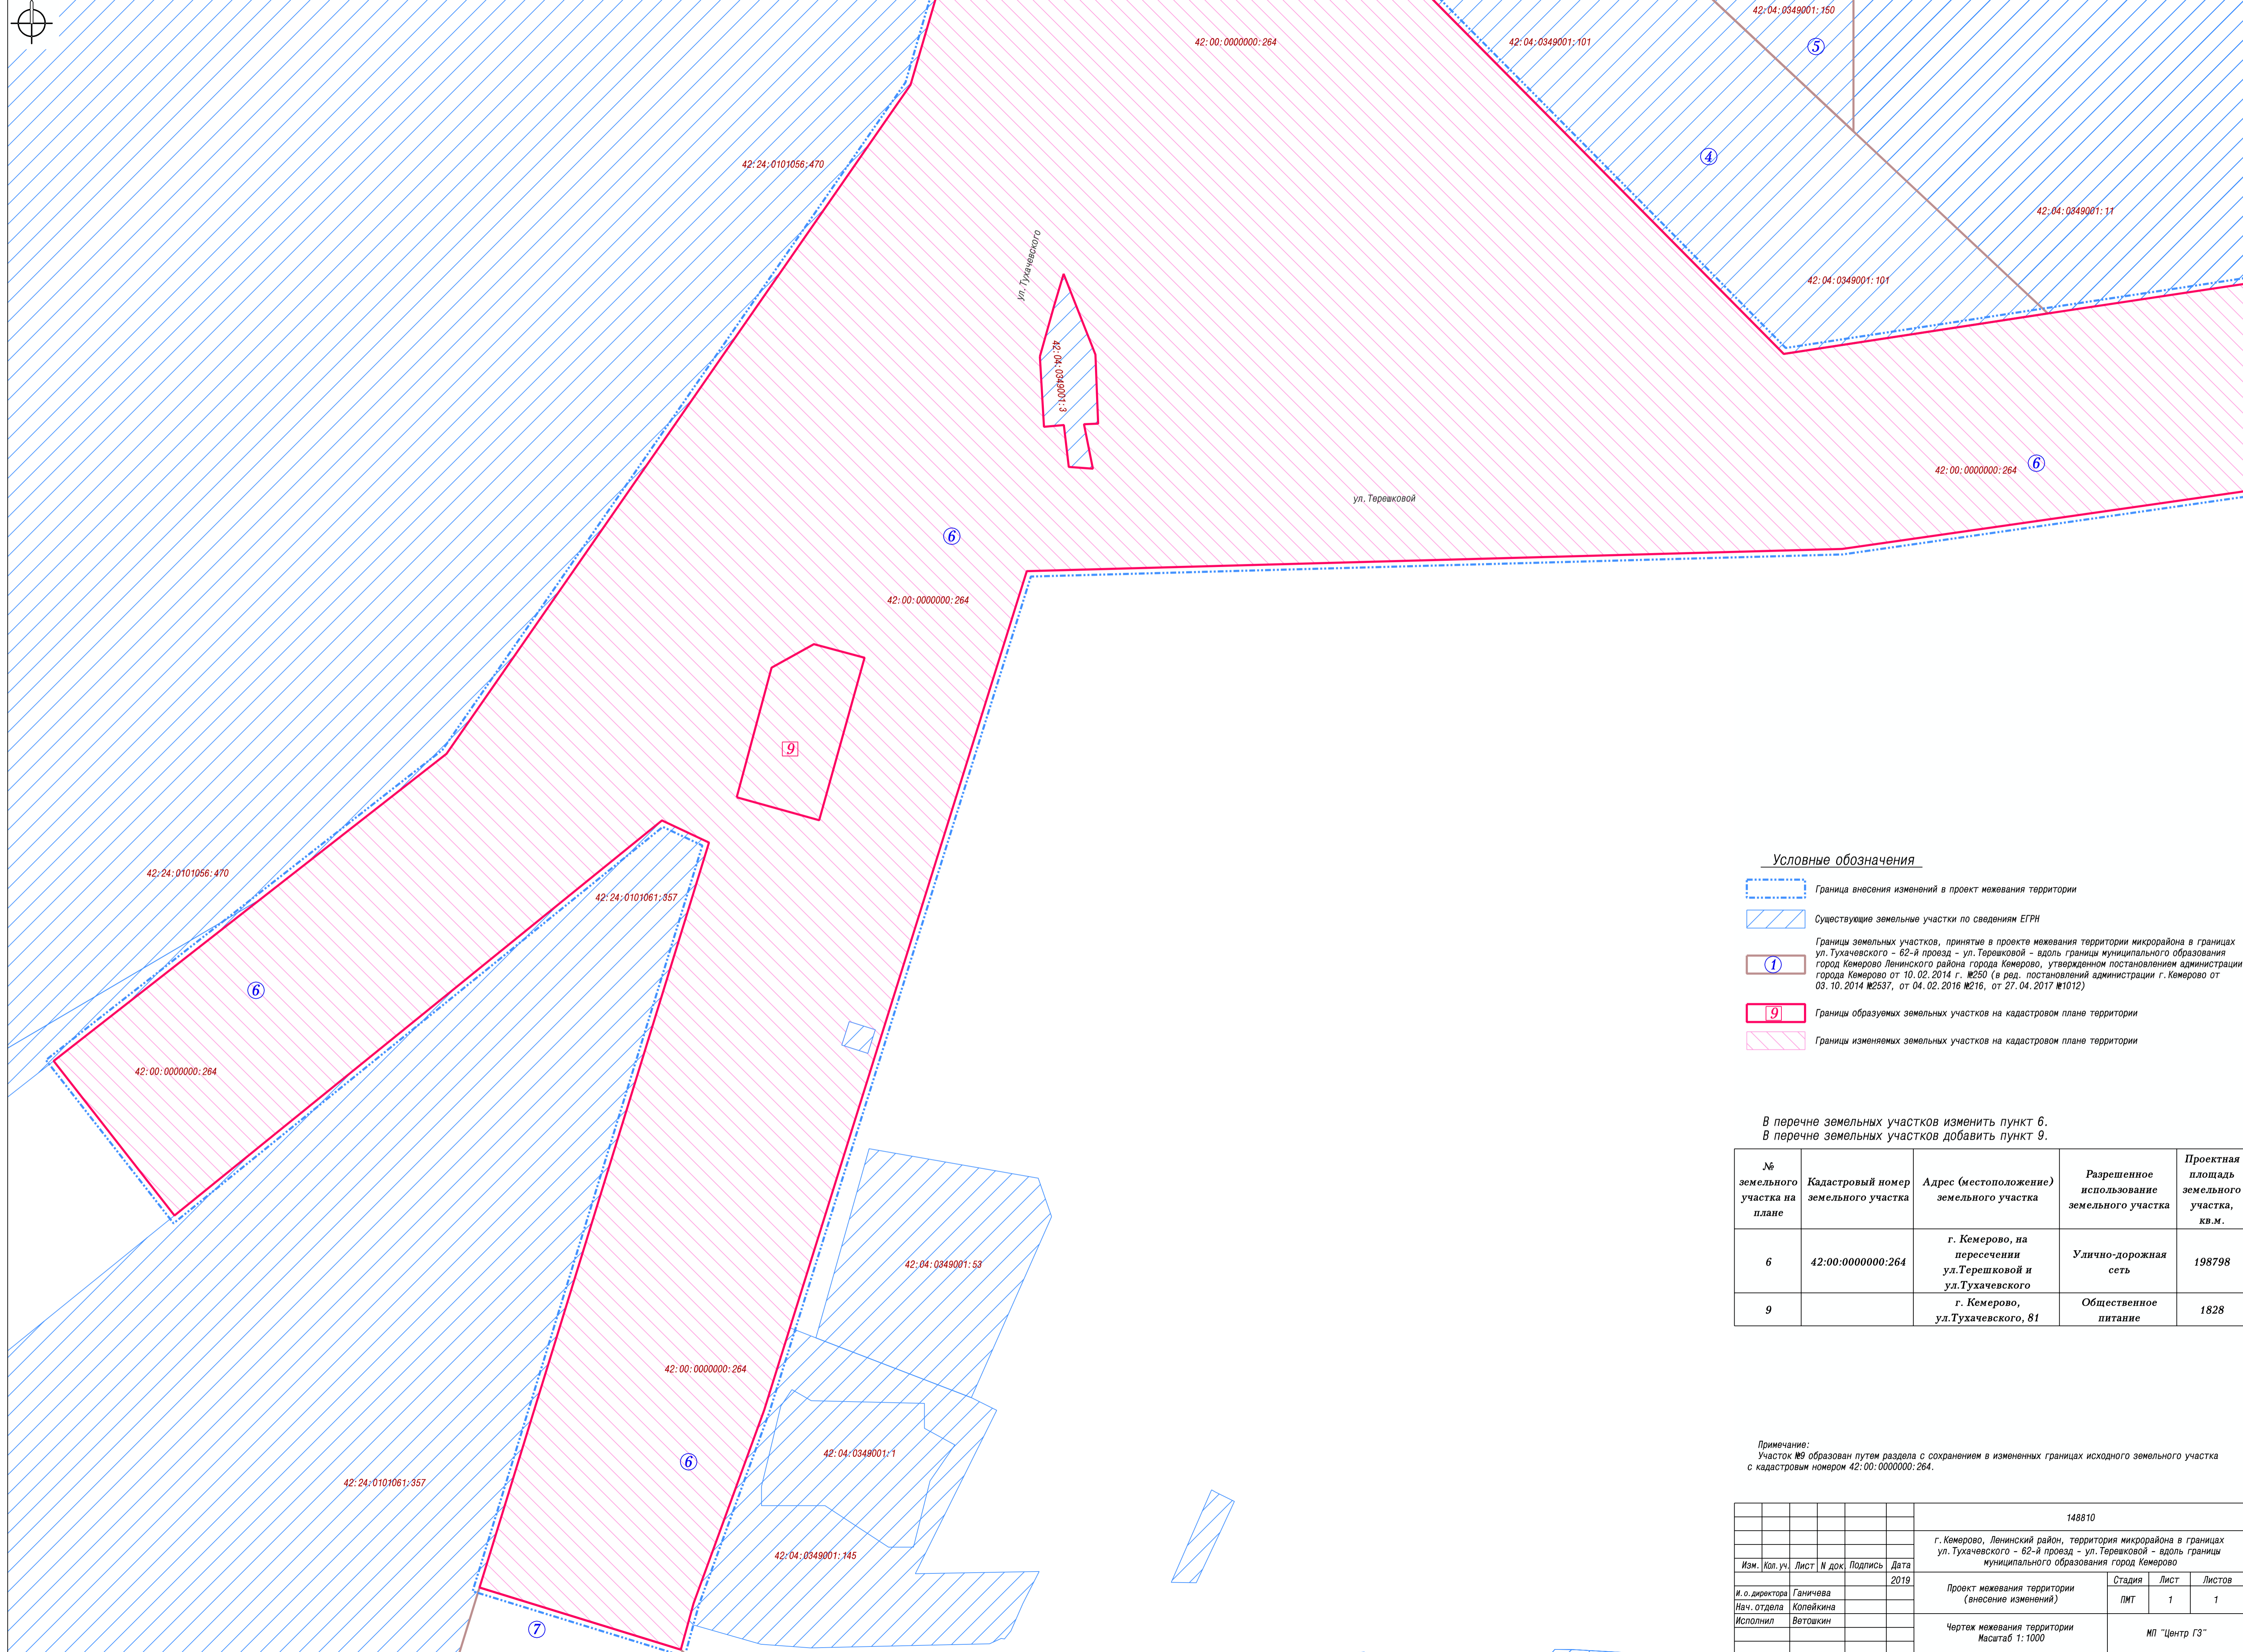 42:04:0349001:150
5
42:00:0000000:264
42:04:0349001:101
4
42:24:0101056:470
42:04:0349001:11
ул.Тухачевского
42:04:0349001:101
42:04:0349001:3
42:00:0000000:264
6
ул.Терешковой
6
42:00:0000000:264
9
42:24:0101056:470
42:24:0101061:357
6
42:00:0000000:264
42:04:0349001:53
42:00:0000000:264
42:04:0349001:1
6
42:24:0101061:357
42:04:0349001:145
7
Условные обозначения
Граница внесения изменений в проект межевания территории
Существующие земельные участки по сведениям ЕГРН
1
Границы земельных участков, принятые в проекте межевания территории микрорайона в границах
ул.Тухачевского - 62-й проезд - ул.Терешковой - вдоль границы муниципального образования
город Кемерово Ленинского района города Кемерово, утвержденном постановлением администрации
города Кемерово от 10.02.2014 г. №250 (в ред. постановлений администрации г.Кемерово от
03.10.2014 №2537, от 04.02.2016 №216, от 27.04.2017 №1012)
9
Границы образуемых земельных участков на кадастровом плане территории
Границы изменяемых земельных участков на кадастровом плане территории
В перечне земельных участков изменить пункт 6.
В перечне земельных участков добавить пункт 9.
№ земельного участка на плане
Кадастровый номер земельного участка
Адрес (местоположение) земельного участка
Разрешенное использование земельного участка
Проектная площадь земельного участка, кв.м.
6
42:00:0000000:264
г. Кемерово, на пересечении ул.Терешковой и ул.Тухачевского
Улично-дорожная сеть
198798
9
г. Кемерово, ул.Тухачевского, 81
Общественное питание
1828
Примечание:
Участок №9 образован путем раздела с сохранением в измененных границах исходного земельного участка
с кадастровым номером 42:00:0000000:264.
148810
г.Кемерово, Ленинский район, территория микрорайона в границах
ул.Тухачевского - 62-й проезд - ул.Терешковой - вдоль границы
муниципального образования город Кемерово
Изм. Кол.уч. Лист N док. Подпись Дата
2019
И.о.директора Ганичева
Нач.отдела Копейкина
Исполнил Ветошкин
Проект межевания территории
(внесение изменений)
Стадия Лист Листов
ПМТ 1 1
Чертеж межевания территории
Масштаб 1:1000
МП "Центр ГЗ"